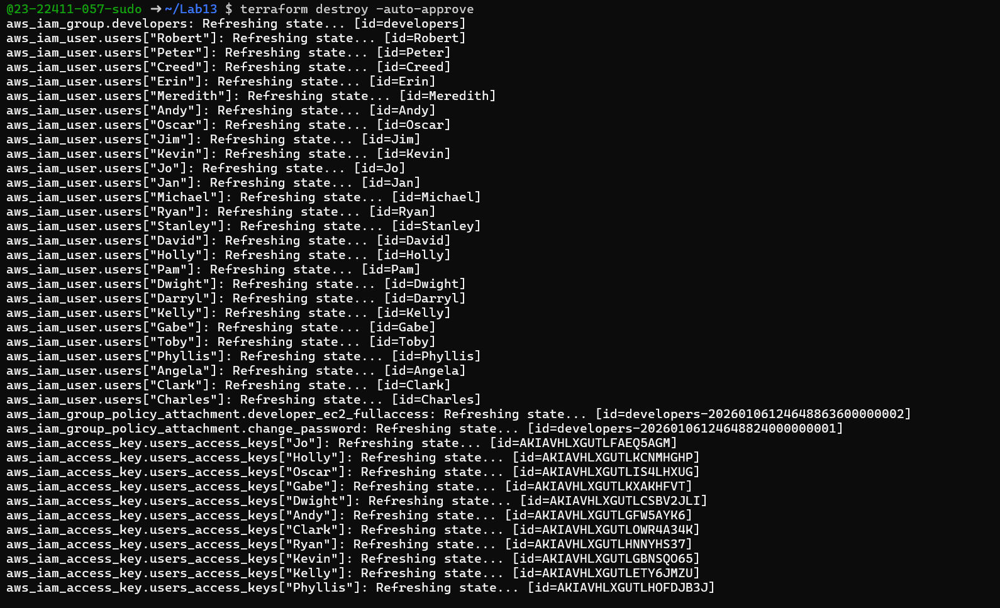 @23-22411-057-sudo → ~/Lab13 $ terraform destroy -auto-approve
aws_iam_group.developers: Refreshing state... [id=developers]
aws_iam_user.users["Robert"]: Refreshing state... [id=Robert]
aws_iam_user.users["Peter"]: Refreshing state... [id=Peter]
aws_iam_user.users["Creed"]: Refreshing state... [id=Creed]
aws_iam_user.users["Erin"]: Refreshing state... [id=Erin]
aws_iam_user.users["Meredith"]: Refreshing state... [id=Meredith]
aws_iam_user.users["Andy"]: Refreshing state... [id=Andy]
aws_iam_user.users["Oscar"]: Refreshing state... [id=Oscar]
aws_iam_user.users["Jim"]: Refreshing state... [id=Jim]
aws_iam_user.users["Kevin"]: Refreshing state... [id=Kevin]
aws_iam_user.users["Jo"]: Refreshing state... [id=Jo]
aws_iam_user.users["Jan"]: Refreshing state... [id=Jan]
aws_iam_user.users["Michael"]: Refreshing state... [id=Michael]
aws_iam_user.users["Ryan"]: Refreshing state... [id=Ryan]
aws_iam_user.users["Stanley"]: Refreshing state... [id=Stanley]
aws_iam_user.users["David"]: Refreshing state... [id=David]
aws_iam_user.users["Holly"]: Refreshing state... [id=Holly]
aws_iam_user.users["Pam"]: Refreshing state... [id=Pam]
aws_iam_user.users["Dwight"]: Refreshing state... [id=Dwight]
aws_iam_user.users["Darryl"]: Refreshing state... [id=Darryl]
aws_iam_user.users["Kelly"]: Refreshing state... [id=Kelly]
aws_iam_user.users["Gabe"]: Refreshing state... [id=Gabe]
aws_iam_user.users["Toby"]: Refreshing state... [id=Toby]
aws_iam_user.users["Phyllis"]: Refreshing state... [id=Phyllis]
aws_iam_user.users["Angela"]: Refreshing state... [id=Angela]
aws_iam_user.users["Clark"]: Refreshing state... [id=Clark]
aws_iam_user.users["Charles"]: Refreshing state... [id=Charles]
aws_iam_group_policy_attachment.developer_ec2_fullaccess: Refreshing state... [id=developers-20260106124648863600000002]
aws_iam_group_policy_attachment.change_password: Refreshing state... [id=developers-20260106124648824000000001]
aws_iam_access_key.users_access_keys["Jo"]: Refreshing state... [id=AKIAVHLXGUTLFAEQ5AGM]
aws_iam_access_key.users_access_keys["Holly"]: Refreshing state... [id=AKIAVHLXGUTLKCNMHGHP]
aws_iam_access_key.users_access_keys["Oscar"]: Refreshing state... [id=AKIAVHLXGUTLIS4LHXUG]
aws_iam_access_key.users_access_keys["Gabe"]: Refreshing state... [id=AKIAVHLXGUTLKXAKHFVT]
aws_iam_access_key.users_access_keys["Dwight"]: Refreshing state... [id=AKIAVHLXGUTLCSBV2JLI]
aws_iam_access_key.users_access_keys["Andy"]: Refreshing state... [id=AKIAVHLXGUTLGFW5AYK6]
aws_iam_access_key.users_access_keys["Clark"]: Refreshing state... [id=AKIAVHLXGUTLOWR4A34K]
aws_iam_access_key.users_access_keys["Ryan"]: Refreshing state... [id=AKIAVHLXGUTLHNNYHS37]
aws_iam_access_key.users_access_keys["Kevin"]: Refreshing state... [id=AKIAVHLXGUTLGBNSQO65]
aws_iam_access_key.users_access_keys["Kelly"]: Refreshing state... [id=AKIAVHLXGUTLETY6JMZU]
aws_iam_access_key.users_access_keys["Phyllis"]: Refreshing state... [id=AKIAVHLXGUTLHOFDJB3J]